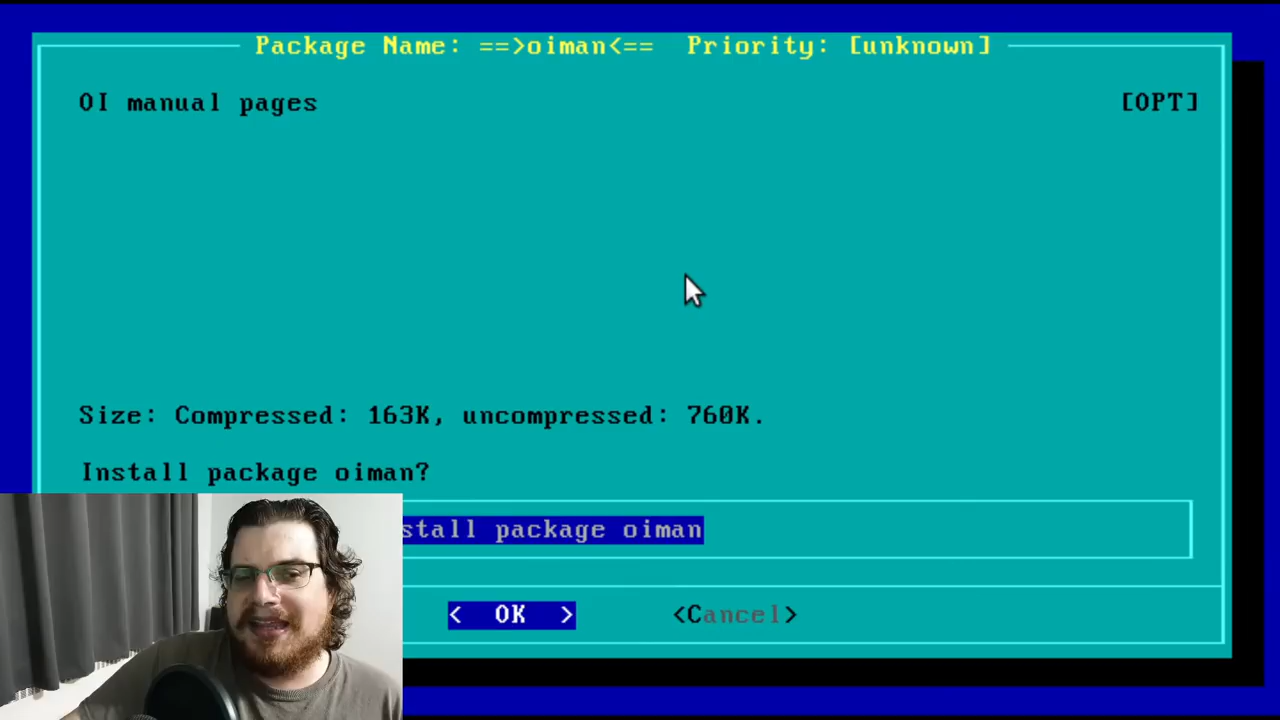 Package Name: ==>oiman<== Priority: [unknown]
OI manual pages [OPT]
Size: Compressed: 163K, uncompressed: 760K.
Install package oiman?
stall package oiman
< OK > <Cancel>